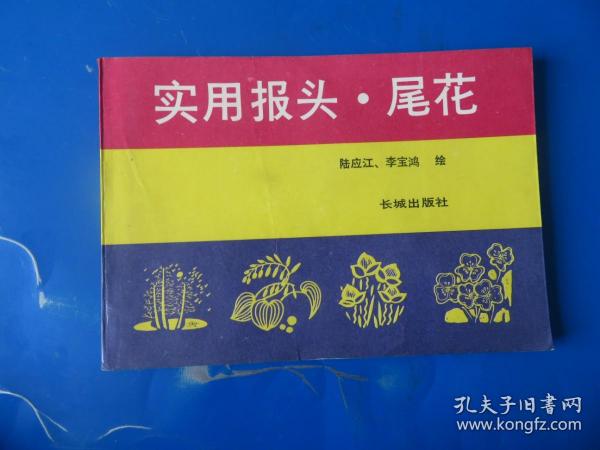 实用报头·尾花
陆应江、李宝鸿 绘
长城出版社
孔夫子旧书网
www.kongfz.com